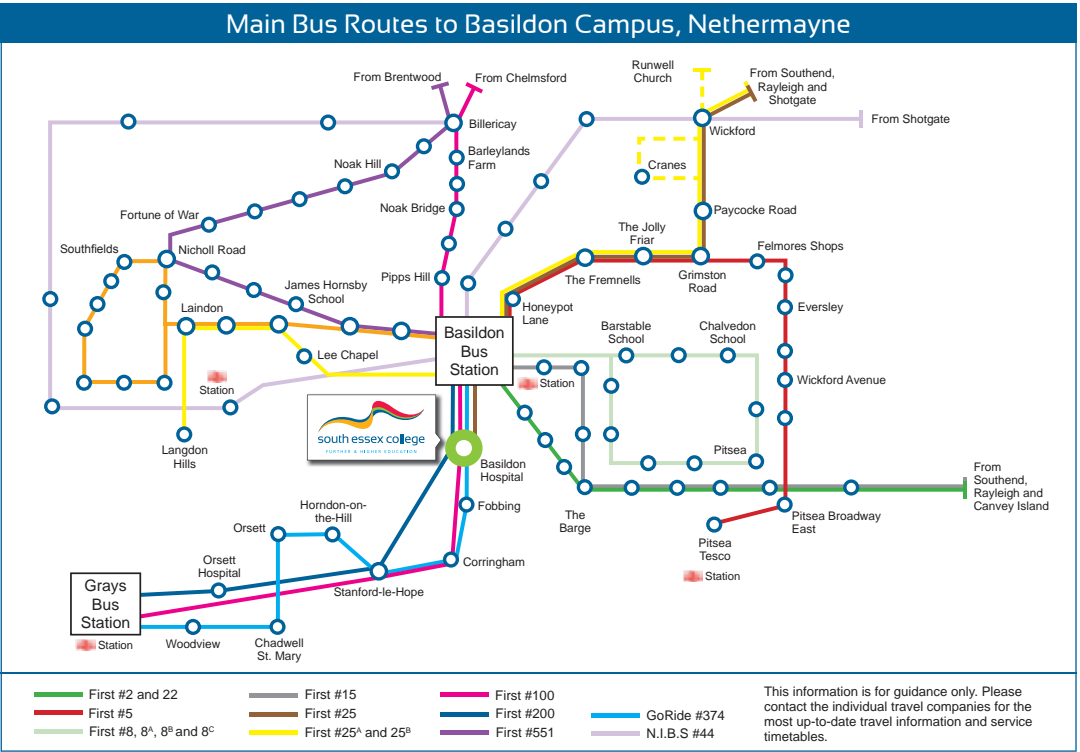 Main Bus Routes to Basildon Campus, Nethermayne
From Brentwood
From Chelmsford
Runwell
Church
From Southend,
Rayleigh and
Shotgate
Billericay
Wickford
From Shotgate
Barleylands
Farm
Noak Hill
Cranes
Noak Bridge
Paycocke Road
Fortune of War
The Jolly
Friar
Felmores Shops
Southfields
Nicholl Road
Pipps Hill
The Fremnells
Grimston
Road
James Hornsby
School
Honeypot
Lane
Eversley
Laindon
Basildon
Bus
Station
Barstable
School
Chalvedon
School
Lee Chapel
Station
Station
Wickford Avenue
south essex college
FURTHER & HIGHER EDUCATION
Langdon
Hills
Basildon
Hospital
Pitsea
From
Southend,
Rayleigh and
Canvey Island
Fobbing
The
Barge
Pitsea Broadway
East
Horndon-on-
the-Hill
Orsett
Pitsea
Tesco
Station
Orsett
Hospital
Corringham
Stanford-le-Hope
Grays
Bus
Station
Station
Woodview
Chadwell
St. Mary
First #2 and 22
First #5
First #8, 8ᴬ, 8ᴮ and 8ᶜ
First #15
First #25
First #25ᴬ and 25ᴮ
First #100
First #200
First #551
GoRide #374
N.I.B.S #44
This information is for guidance only. Please
contact the individual travel companies for the
most up-to-date travel information and service
timetables.